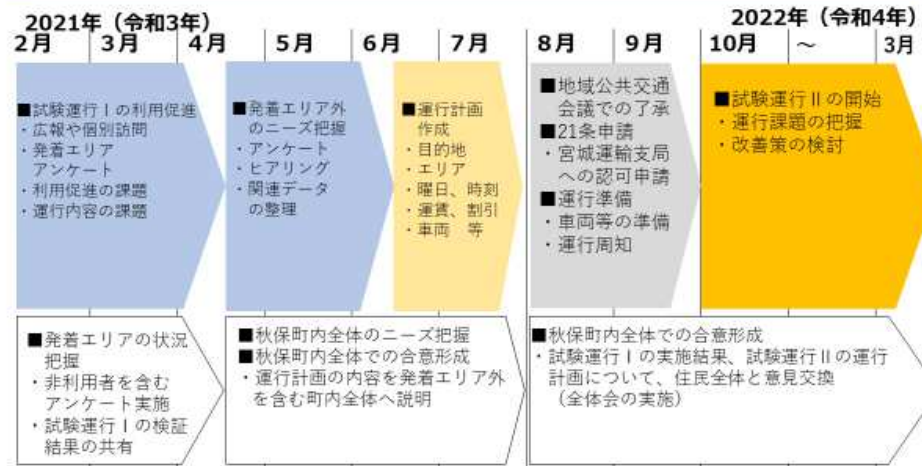 2021年（令和3年）
2022年（令和4年）
2月
3月
4月
5月
6月
7月
8月
9月
10月
～
3月
■試験運行Ⅰの利用促進
・広報や個別訪問
・発着エリア
アンケート
・利用促進の課題
・運行内容の課題
■発着エリア外
のニーズ把握
・アンケート
・ヒアリング
・関連データ
の整理
■運行計画
作成
・目的地
・エリア
・曜日、時刻
・運賃、割引
・車両　等
■地域公共交通
会議での了承
■21条申請
・宮城運輸支局
への認可申請
■運行準備
・車両等の準備
・運行周知
■試験運行Ⅱの開始
・運行課題の把握
・改善策の検討
■発着エリアの状況
把握
・非利用者を含む
アンケート実施
・試験運行Ⅰの検証
結果の共有
■秋保町内全体のニーズ把握
■秋保町内全体での合意形成
・運行計画の内容を発着エリア外
を含む町内全体へ説明
■秋保町内全体での合意形成
・試験運行Ⅰの実施結果、試験運行Ⅱの運行
計画について、住民全体と意見交換
（全体会の実施）